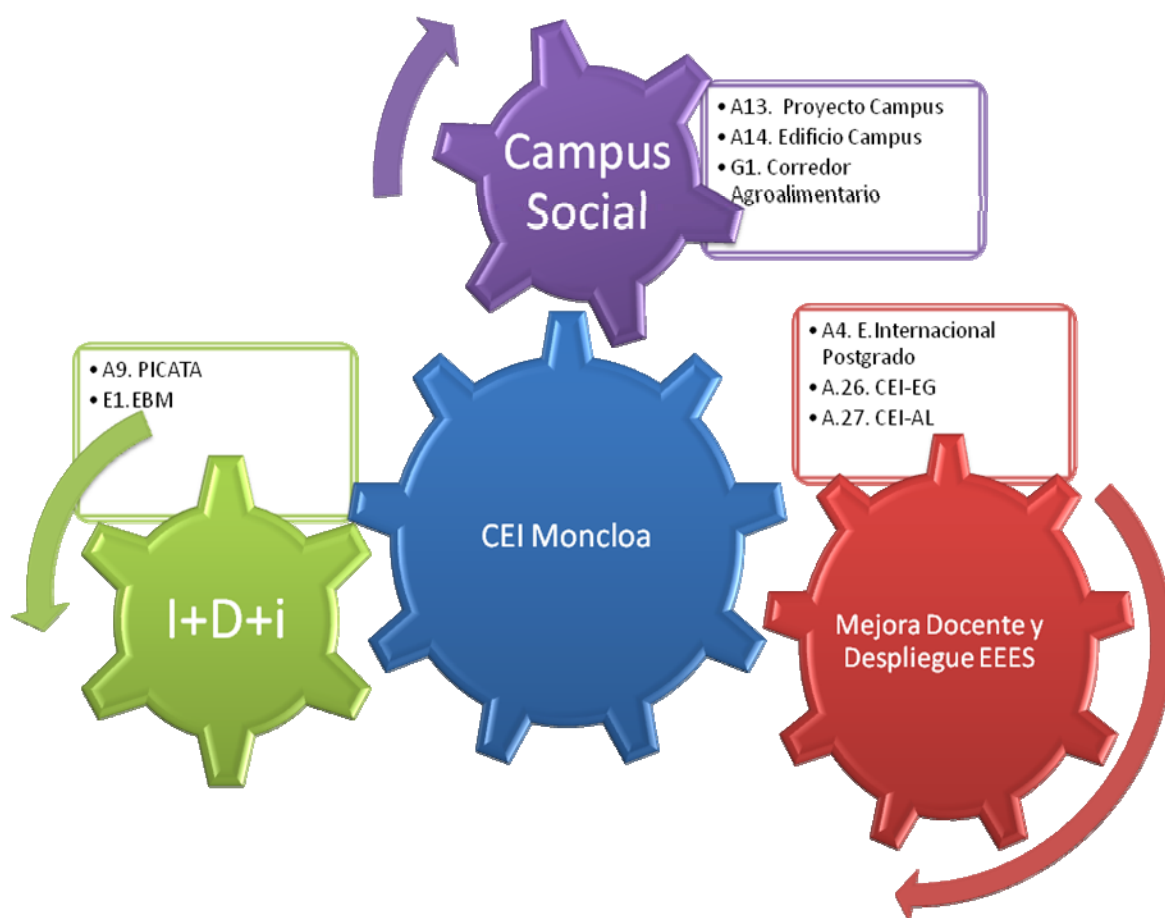 Campus
Social
• A13. Proyecto Campus
• A14. Edificio Campus
• G1. Corredor
Agroalimentario
• A9. PICATA
• E1.EBM
I+D+i
CEI Moncloa
• A4. E. Internacional
Postgrado
• A.26. CEI-EG
• A.27. CEI-AL
Mejora Docente y
Despliegue EEES